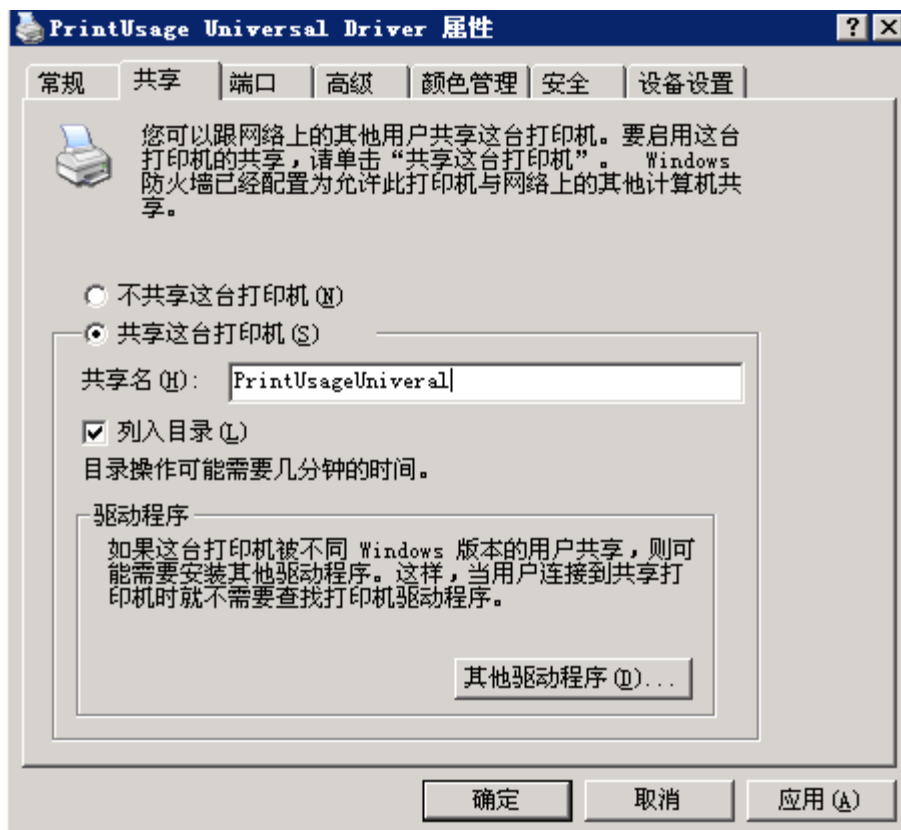 PrintUsage Universal Driver 属性
常规 共享 端口 高级 颜色管理 安全 设备设置
您可以跟网络上的其他用户共享这台打印机。要启用这台
打印机的共享，请单击“共享这台打印机”。 Windows
防火墙已经配置为允许此打印机与网络上的其他计算机共
享。
不共享这台打印机(N)
共享这台打印机(S)
共享名(H): PrintUsageUniveral
列入目录(L)
目录操作可能需要几分钟的时间。
驱动程序
如果这台打印机被不同 Windows 版本的用户共享，则可
能需要安装其他驱动程序。这样，当用户连接到共享打
印机时就不需要查找打印机驱动程序。
其他驱动程序(D)...
确定 取消 应用(A)